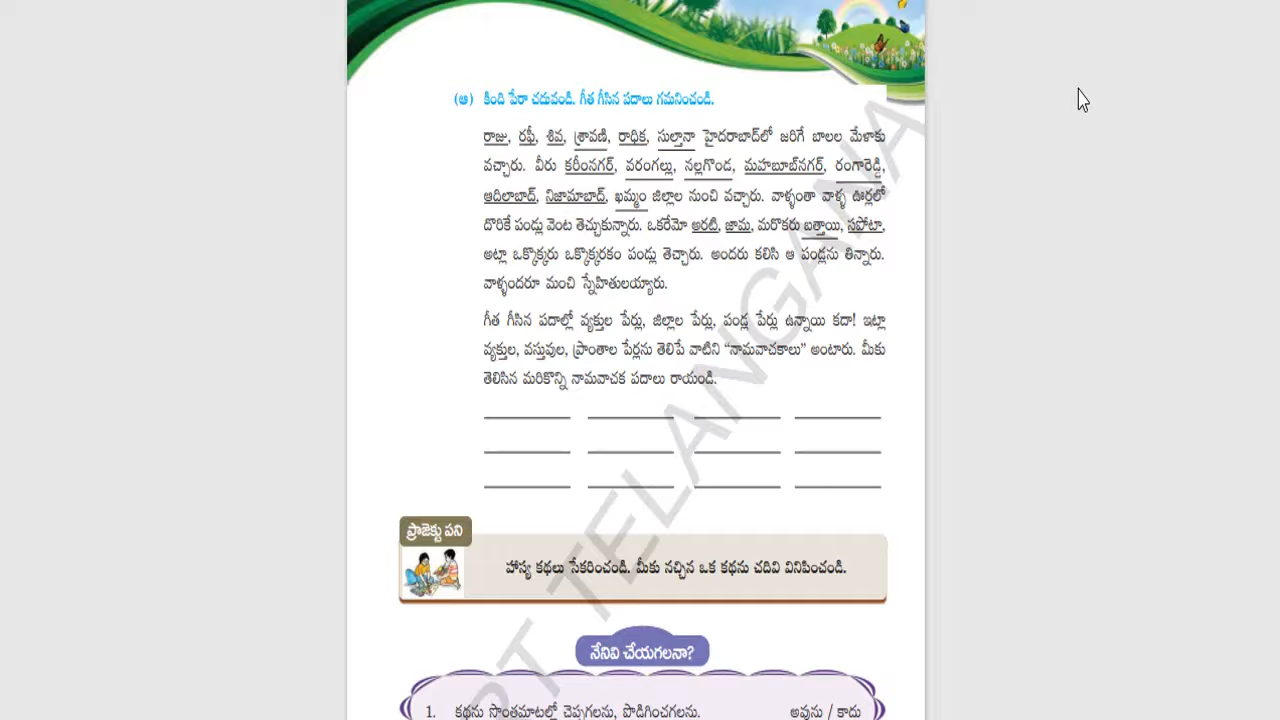 (ఆ) కింది పేరా చదువండి. గీత గీసిన పదాలు గమనించండి.
రాజు, రఫీ, శివ, శ్రావణి, రాధిక, సుల్తానా హైదరాబాద్‌లో జరిగే బాలల మేళాకు
వచ్చారు. వీరు కరీంనగర్, వరంగల్లు, నల్లగొండ, మహబూబ్‌నగర్, రంగారెడ్డి,
ఆదిలాబాద్, నిజామాబాద్, ఖమ్మం జిల్లాల నుంచి వచ్చారు. వాళ్ళంతా వాళ్ళ ఊర్లలో
దొరికే పండ్లు వెంట తెచ్చుకున్నారు. ఒకరేమో అరటి, జామ, మరొకరు బత్తాయి, సపోటా,
అట్లా ఒక్కొక్కరు ఒక్కొక్కరకం పండ్లు తెచ్చారు. అందరు కలిసి ఆ పండ్లను తిన్నారు.
వాళ్ళందరూ మంచి స్నేహితులయ్యారు.
గీత గీసిన పదాల్లో వ్యక్తుల పేర్లు, జిల్లాల పేర్లు, పండ్ల పేర్లు ఉన్నాయి కదా! ఇట్లా
వ్యక్తుల, వస్తువుల, ప్రాంతాల పేర్లను తెలిపే వాటిని “నామవాచకాలు” అంటారు. మీకు
తెలిసిన మరికొన్ని నామవాచక పదాలు రాయండి.
ప్రాజెక్టు పని
హాస్య కథలు సేకరించండి. మీకు నచ్చిన ఒక కథను చదివి వినిపించండి.
నేనివి చేయగలనా?
1. కథను సొంతమాటల్లో చెప్పగలను, పొడిగించగలను. అవును / కాదు
RT TELANGANA